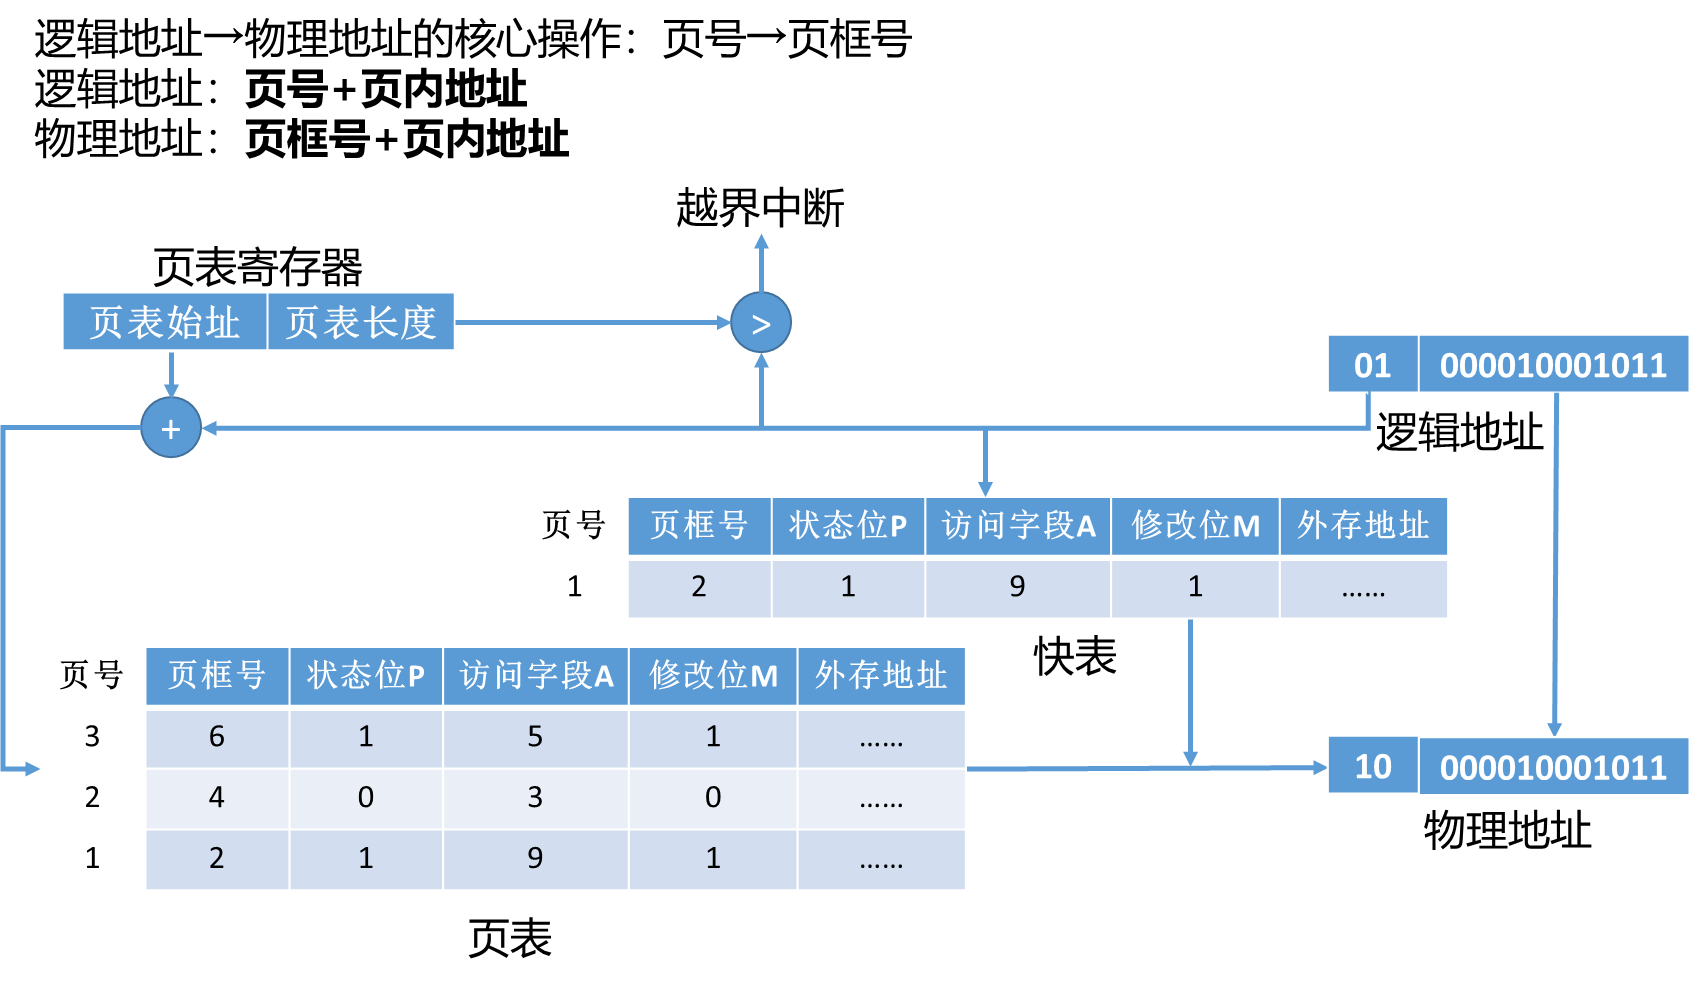 逻辑地址→物理地址的核心操作：页号→页框号
逻辑地址：页号+页内地址
物理地址：页框号+页内地址
越界中断
页表寄存器
页表始址 页表长度
>
01 000010001011
逻辑地址
+
页号 页框号 状态位P 访问字段A 修改位M 外存地址
1 2 1 9 1 ……
快表
页号 页框号 状态位P 访问字段A 修改位M 外存地址
3 6 1 5 1 ……
2 4 0 3 0 ……
1 2 1 9 1 ……
页表
10 000010001011
物理地址